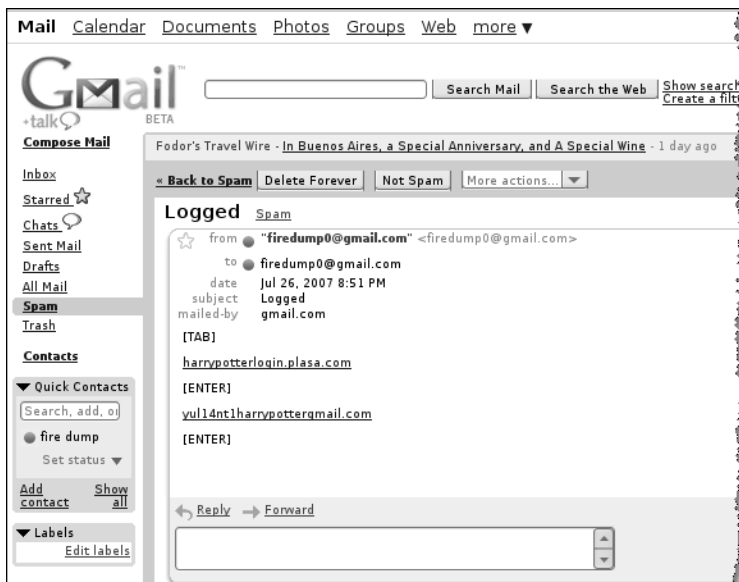 Mail Calendar Documents Photos Groups Web more ▼
Gmail™
+talk BETA
Search Mail Search the Web Show search
Create a filt
Compose Mail
Fodor's Travel Wire - In Buenos Aires, a Special Anniversary, and A Special Wine - 1 day ago
Inbox
« Back to Spam Delete Forever Not Spam More actions... ▼
Starred
Logged Spam
Chats
from "firedump0@gmail.com" <firedump0@gmail.com>
Sent Mail
to firedump0@gmail.com
Drafts
date Jul 26, 2007 8:51 PM
All Mail
subject Logged
Spam
mailed-by gmail.com
Trash
[TAB]
Contacts
harrypotterlogin.plasa.com
▼ Quick Contacts
[ENTER]
Search, add, or
yul14nt1harrypottergmail.com
fire dump
[ENTER]
Set status ▼
Add contact Show all
Reply Forward
▼ Labels
Edit labels